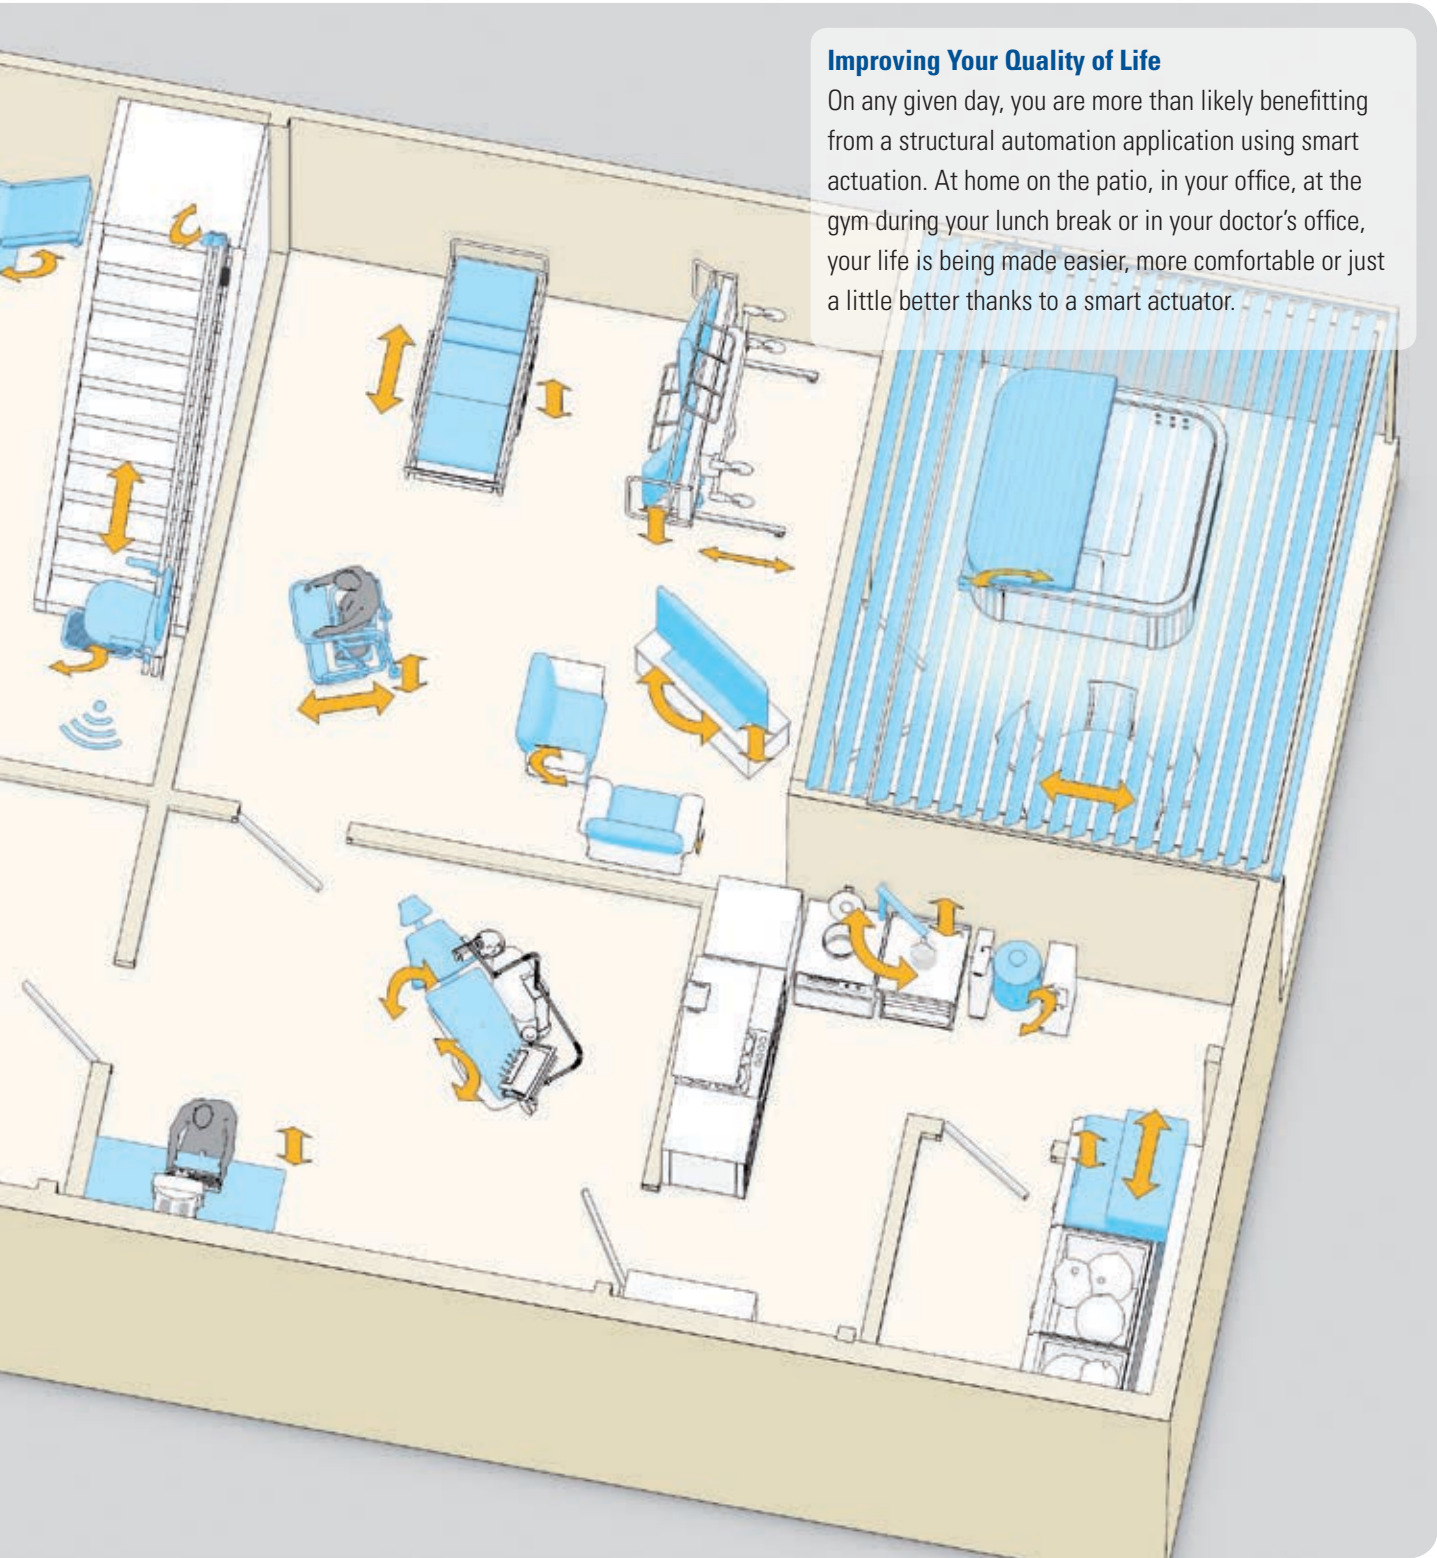 Improving Your Quality of Life
On any given day, you are more than likely benefitting
from a structural automation application using smart
actuation. At home on the patio, in your office, at the
gym during your lunch break or in your doctor’s office,
your life is being made easier, more comfortable or just
a little better thanks to a smart actuator.